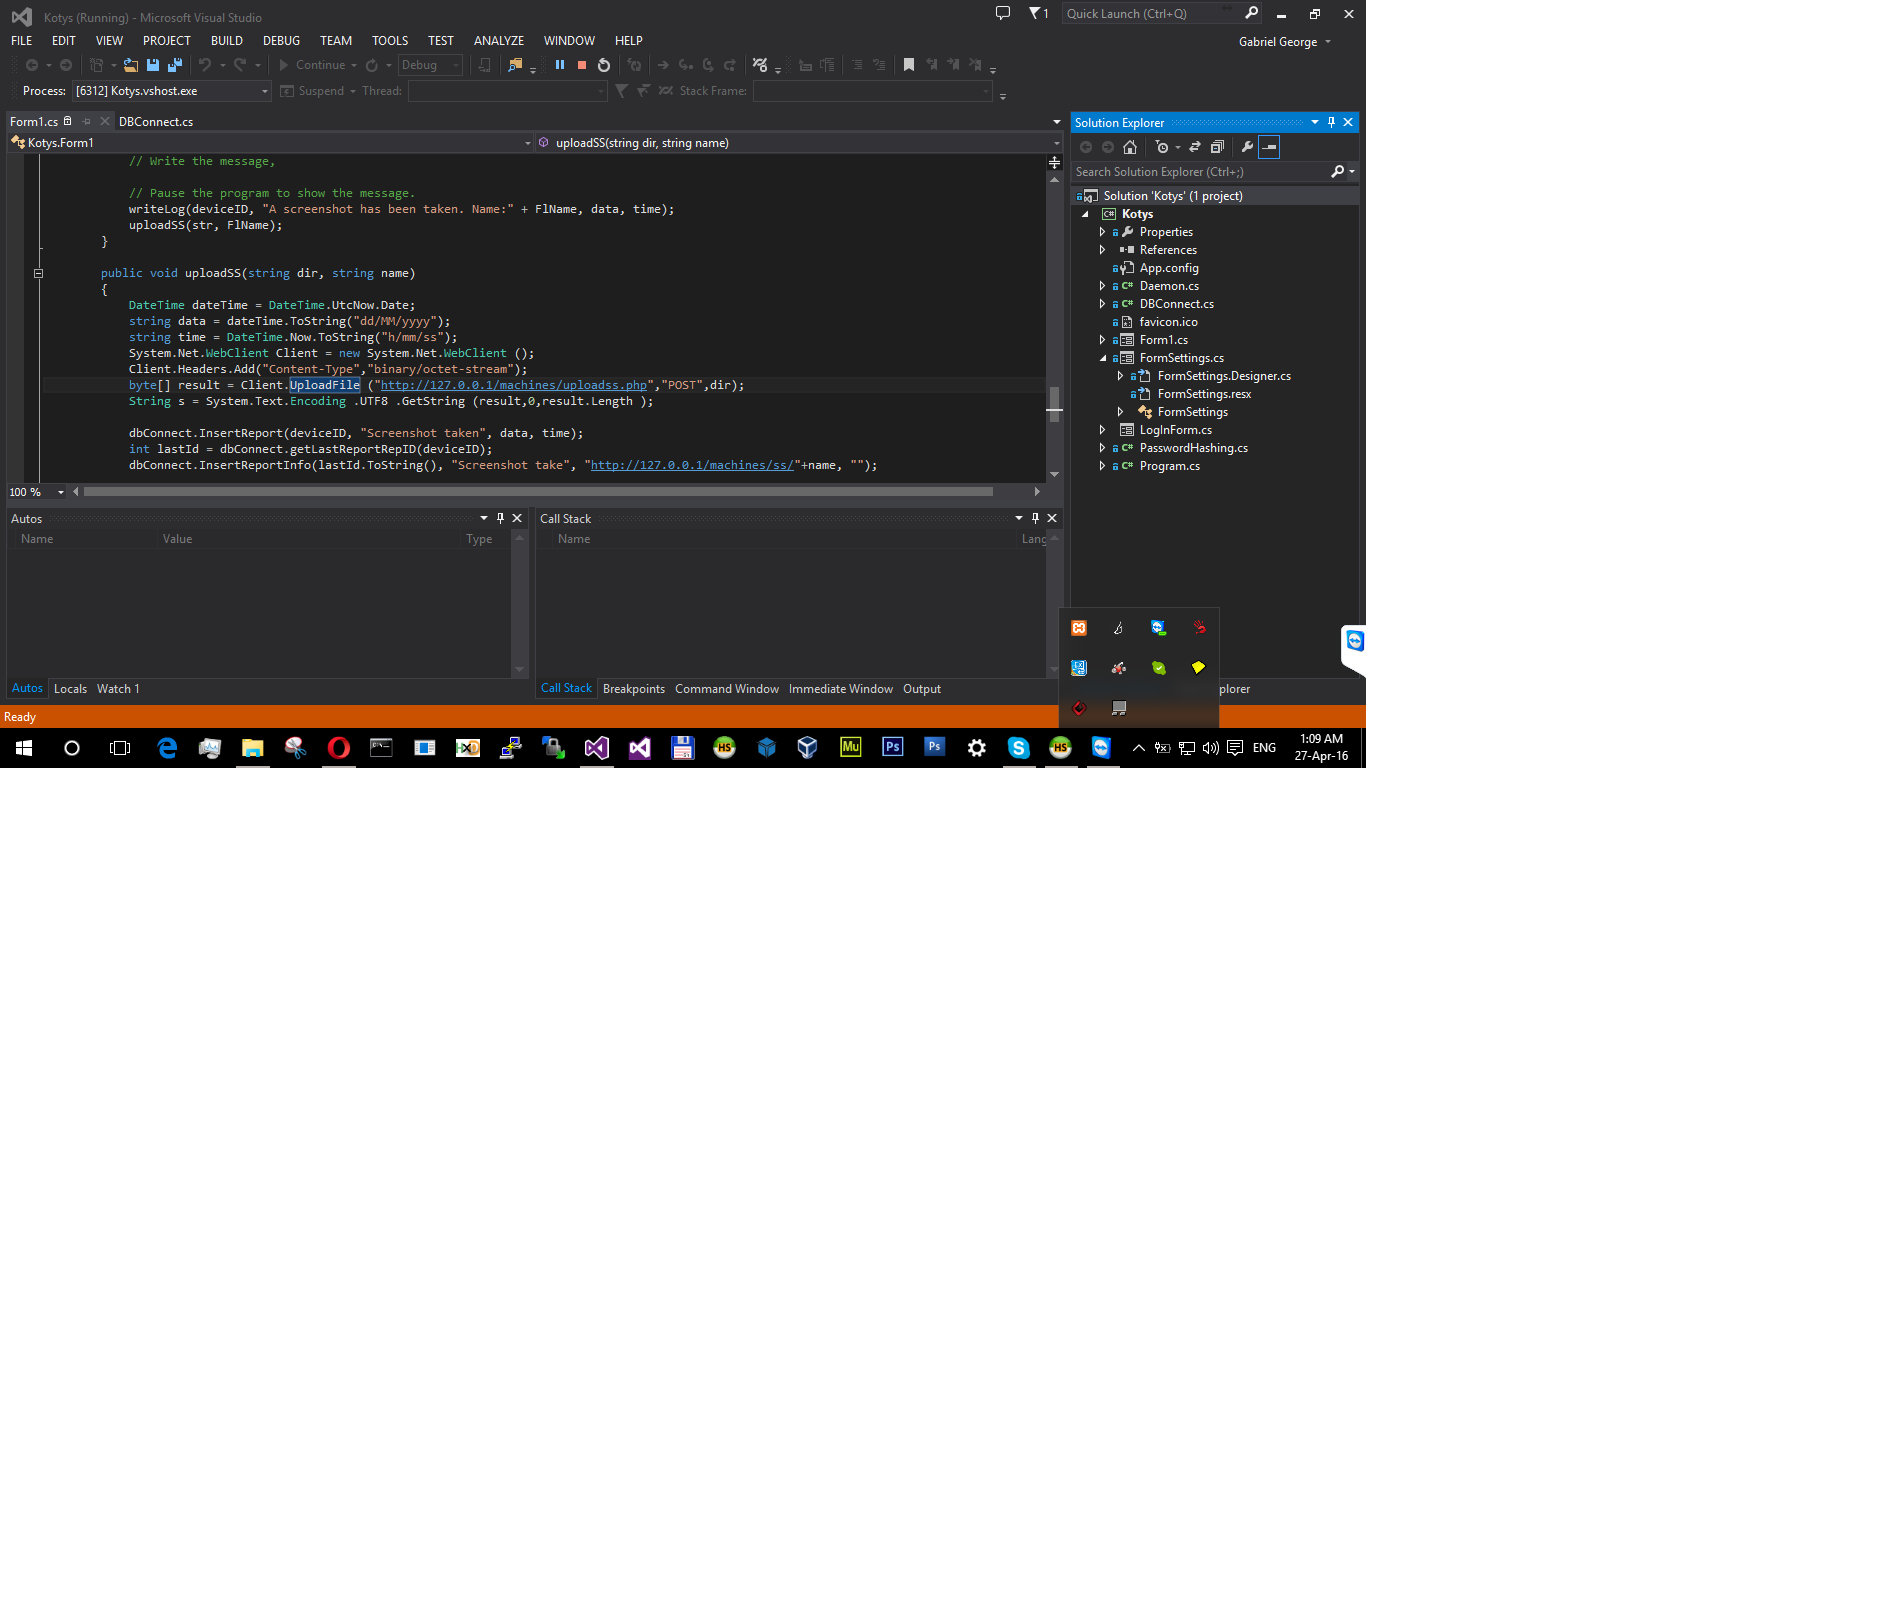 Kotys (Running) - Microsoft Visual Studio
1
Quick Launch (Ctrl+Q)
FILE EDIT VIEW PROJECT BUILD DEBUG TEAM TOOLS TEST ANALYZE WINDOW HELP
Gabriel George
Continue Debug
Process: [6312] Kotys.vshost.exe Suspend Thread: Stack Frame:
Form1.cs DBConnect.cs
Kotys.Form1 uploadSS(string dir, string name)
// Write the message,
// Pause the program to show the message.
writeLog(deviceID, "A screenshot has been taken. Name:" + FlName, data, time);
uploadSS(str, FlName);
}
public void uploadSS(string dir, string name)
{
DateTime dateTime = DateTime.UtcNow.Date;
string data = dateTime.ToString("dd/MM/yyyy");
string time = DateTime.Now.ToString("h/mm/ss");
System.Net.WebClient Client = new System.Net.WebClient ();
Client.Headers.Add("Content-Type","binary/octet-stream");
byte[] result = Client.UploadFile ("http://127.0.0.1/machines/uploadss.php","POST",dir);
String s = System.Text.Encoding .UTF8 .GetString (result,0,result.Length );
dbConnect.InsertReport(deviceID, "Screenshot taken", data, time);
int lastId = dbConnect.getLastReportRepID(deviceID);
dbConnect.InsertReportInfo(lastId.ToString(), "Screenshot take", "http://127.0.0.1/machines/ss/"+name, "");
100 %
Solution Explorer
Search Solution Explorer (Ctrl+;)
Solution 'Kotys' (1 project)
C# Kotys
Properties
References
App.config
C# Daemon.cs
C# DBConnect.cs
favicon.ico
Form1.cs
FormSettings.cs
FormSettings.Designer.cs
FormSettings.resx
FormSettings
LogInForm.cs
C# PasswordHashing.cs
C# Program.cs
Autos
Name Value Type
Call Stack
Name Lang
Autos Locals Watch 1
Call Stack Breakpoints Command Window Immediate Window Output
plorer
Ready
HxD HS Mu Ps Ps HS
ENG
1:09 AM
27-Apr-16